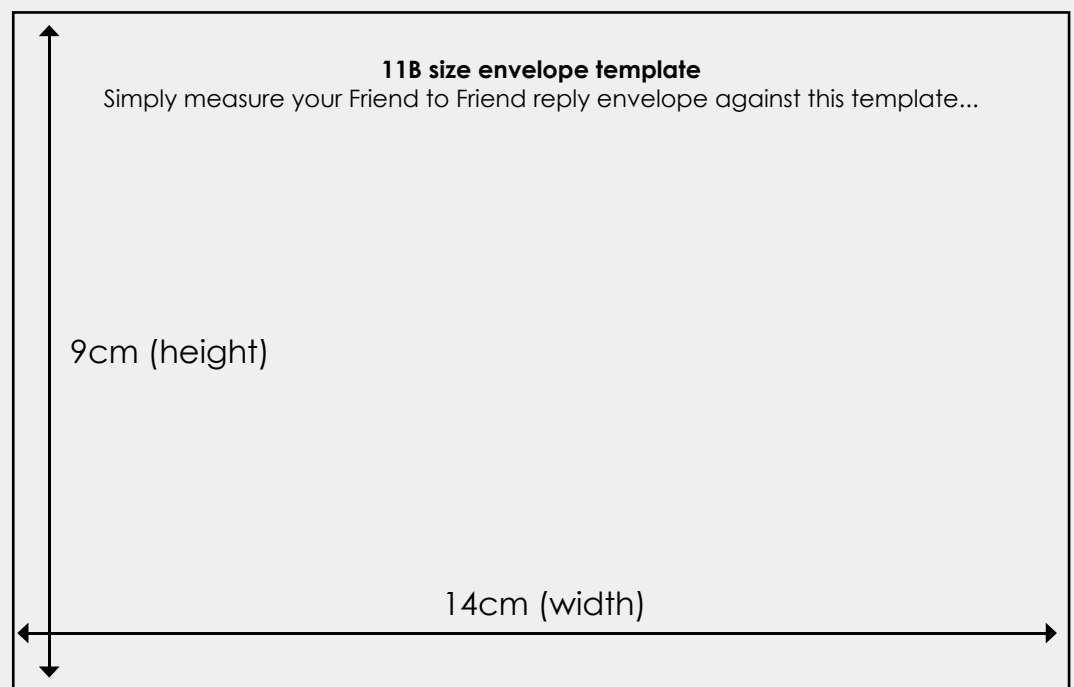 11B size envelope template
Simply measure your Friend to Friend reply envelope against this template...
9cm (height)
14cm (width)